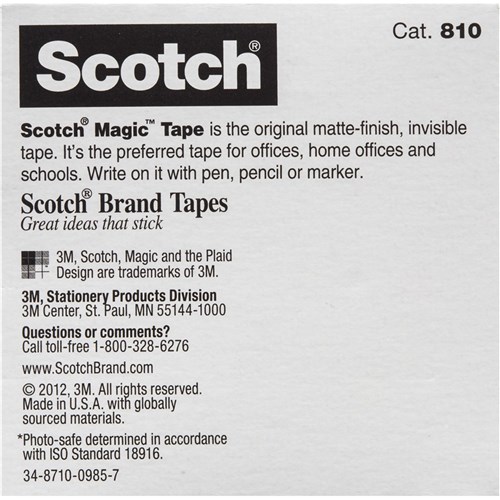 Scotch®
Cat. 810
Scotch® Magic™ Tape is the original matte-finish, invisible
tape. It's the preferred tape for offices, home offices and
schools. Write on it with pen, pencil or marker.
Scotch® Brand Tapes
Great ideas that stick
3M, Scotch, Magic and the Plaid
Design are trademarks of 3M.
3M, Stationery Products Division
3M Center, St. Paul, MN 55144-1000
Questions or comments?
Call toll-free 1-800-328-6276
www.ScotchBrand.com
© 2012, 3M. All rights reserved.
Made in U.S.A. with globally
sourced materials.
*Photo-safe determined in accordance
with ISO Standard 18916.
34-8710-0985-7